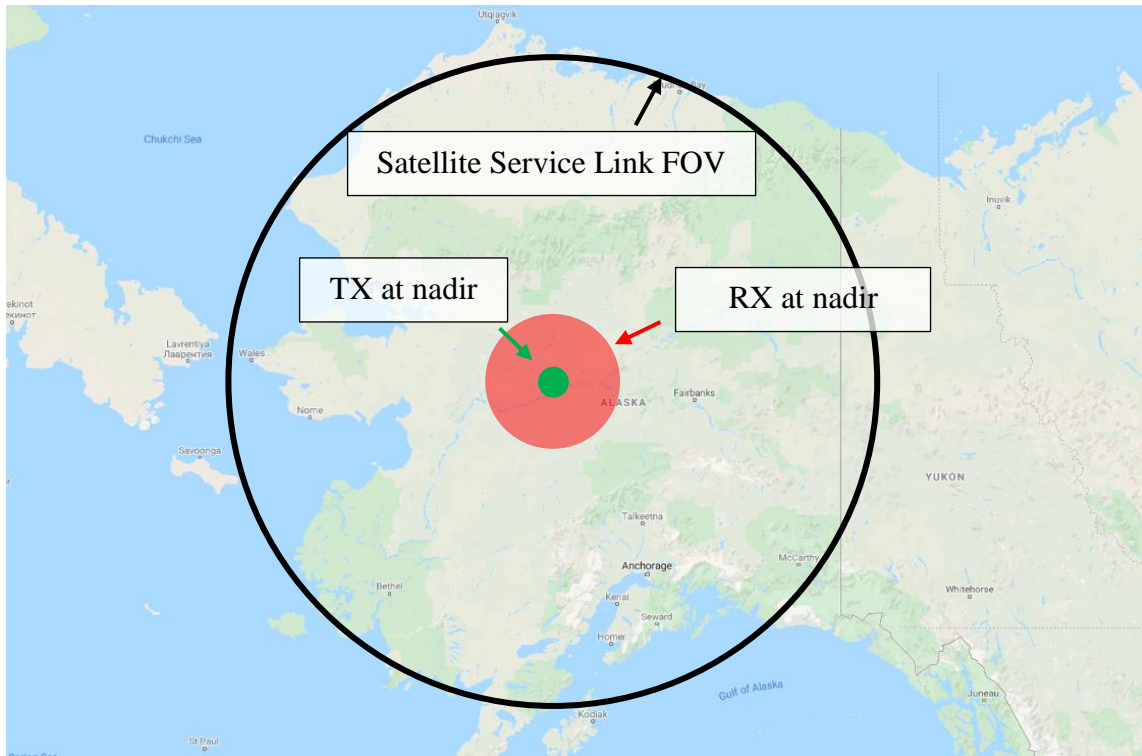 Utqiagvik
Chukchi Sea
Satellite Service Link FOV
Inuvik
TX at nadir
RX at nadir
Lavrentiya
Лаврентия
Wales
ALASKA
Fairbanks
Nome
Savoonga
YUKON
Talkeetna
Anchorage
McCarthy
Bethel
Kenai
Seward
Whitehorse
Homer
Gulf of Alaska
Juneau
Kodiak
St Paul